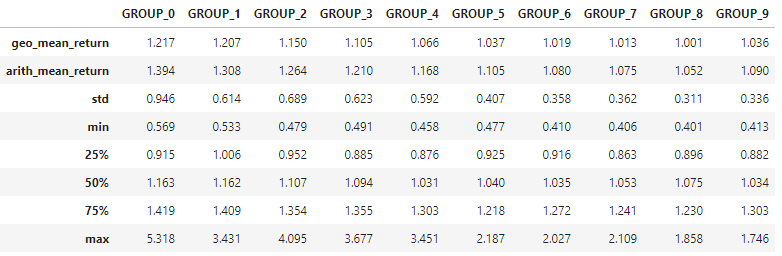 GROUP_0 GROUP_1 GROUP_2 GROUP_3 GROUP_4 GROUP_5 GROUP_6 GROUP_7 GROUP_8 GROUP_9
geo_mean_return 1.217 1.207 1.150 1.105 1.066 1.037 1.019 1.013 1.001 1.036
arith_mean_return 1.394 1.308 1.264 1.210 1.168 1.105 1.080 1.075 1.052 1.090
std 0.946 0.614 0.689 0.623 0.592 0.407 0.358 0.362 0.311 0.336
min 0.569 0.533 0.479 0.491 0.458 0.477 0.410 0.406 0.401 0.413
25% 0.915 1.006 0.952 0.885 0.876 0.925 0.916 0.863 0.896 0.882
50% 1.163 1.162 1.107 1.094 1.031 1.040 1.035 1.053 1.075 1.034
75% 1.419 1.409 1.354 1.355 1.303 1.218 1.272 1.241 1.230 1.303
max 5.318 3.431 4.095 3.677 3.451 2.187 2.027 2.109 1.858 1.746